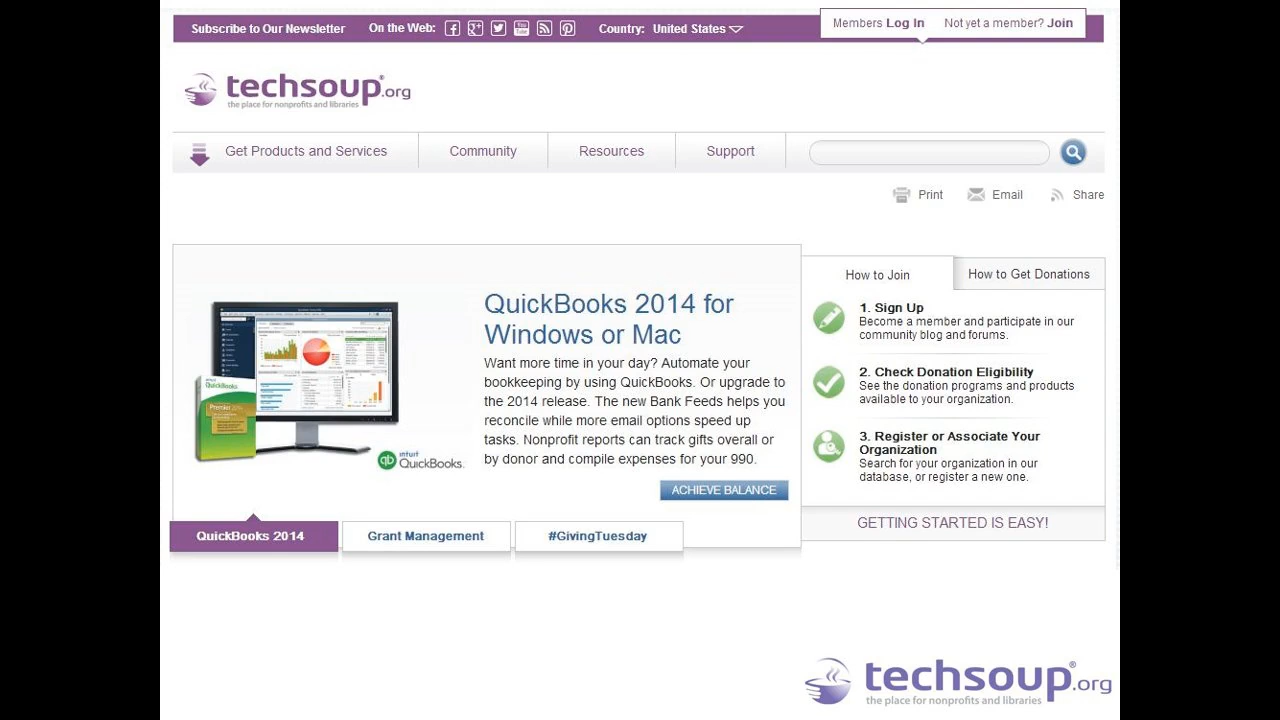 Members Log In Not yet a member? Join
Subscribe to Our Newsletter On the Web: Country: United States
techsoup®.org
the place for nonprofits and libraries
Get Products and Services Community Resources Support
Print Email Share
QuickBooks 2014 for
Windows or Mac
Want more time in your day? Automate your
bookkeeping by using QuickBooks. Or upgrade to
the 2014 release. The new Bank Feeds helps you
reconcile while more email options speed up
tasks. Nonprofit reports can track gifts overall or
by donor and compile expenses for your 990.
ACHIEVE BALANCE
intuit
QuickBooks
Premier 2014
intuit
QuickBooks.
QuickBooks 2014 Grant Management #GivingTuesday
How to Join How to Get Donations
1. Sign Up
Become a member and participate in our
community blog and forums.
2. Check Donation Eligibility
See the donation programs and products
available to your organization.
3. Register or Associate Your
Organization
Search for your organization in our
database, or register a new one.
GETTING STARTED IS EASY!
techsoup®.org
the place for nonprofits and libraries